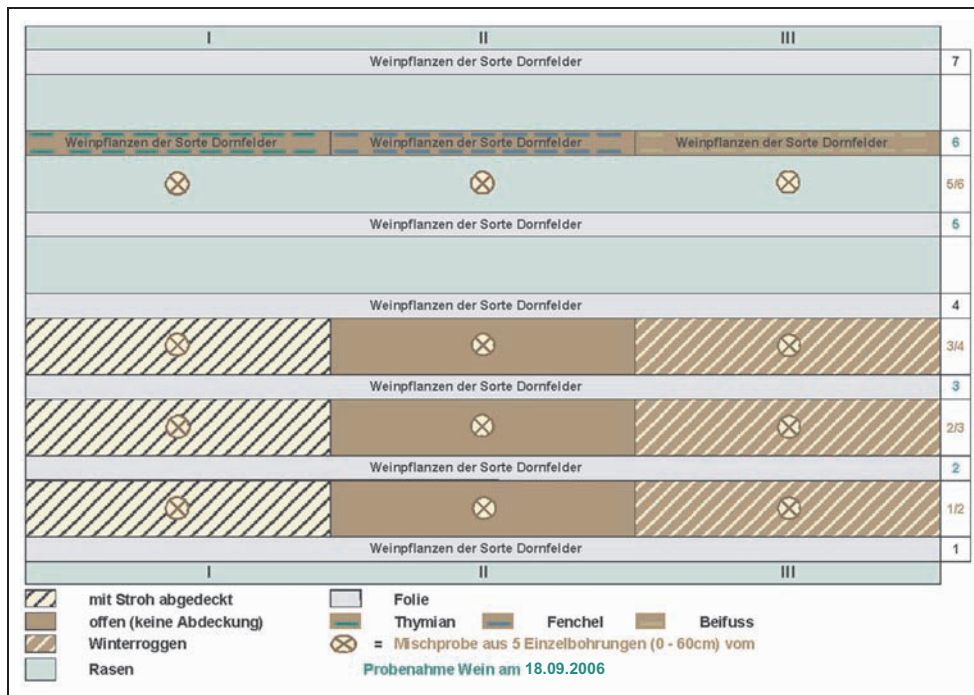 I II III
Weinpflanzen der Sorte Dornfelder 7
Weinpflanzen der Sorte Dornfelder Weinpflanzen der Sorte Dornfelder Weinpflanzen der Sorte Dornfelder 6
5/6
Weinpflanzen der Sorte Dornfelder 5
Weinpflanzen der Sorte Dornfelder 4
3/4
Weinpflanzen der Sorte Dornfelder 3
2/3
Weinpflanzen der Sorte Dornfelder 2
1/2
Weinpflanzen der Sorte Dornfelder 1
I II III
mit Stroh abgedeckt Folie
offen (keine Abdeckung) Thymian Fenchel Beifuss
Winterroggen = Mischprobe aus 5 Einzelbohrungen (0 - 60cm) vom
Rasen Probenahme Wein am 18.09.2006